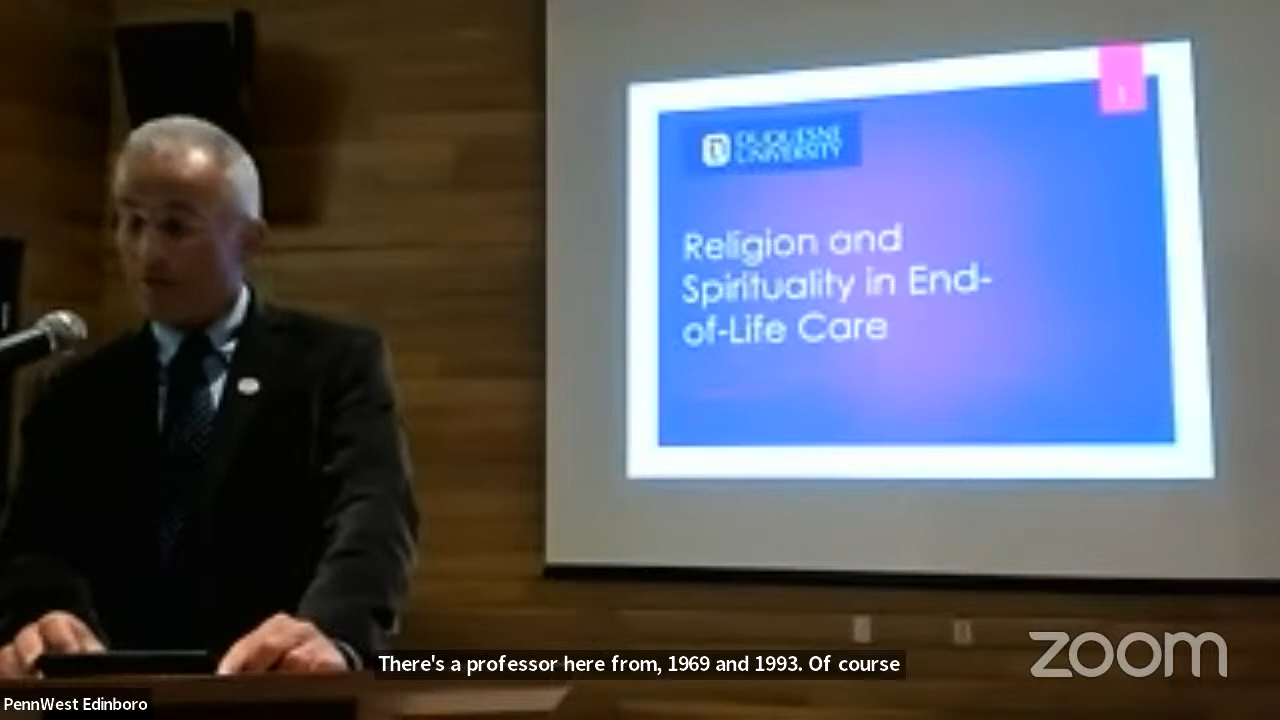 1
DUQUESNE
UNIVERSITY
Religion and
Spirituality in End-
of-Life Care
There's a professor here from, 1969 and 1993. Of course
zoom
PennWest Edinboro